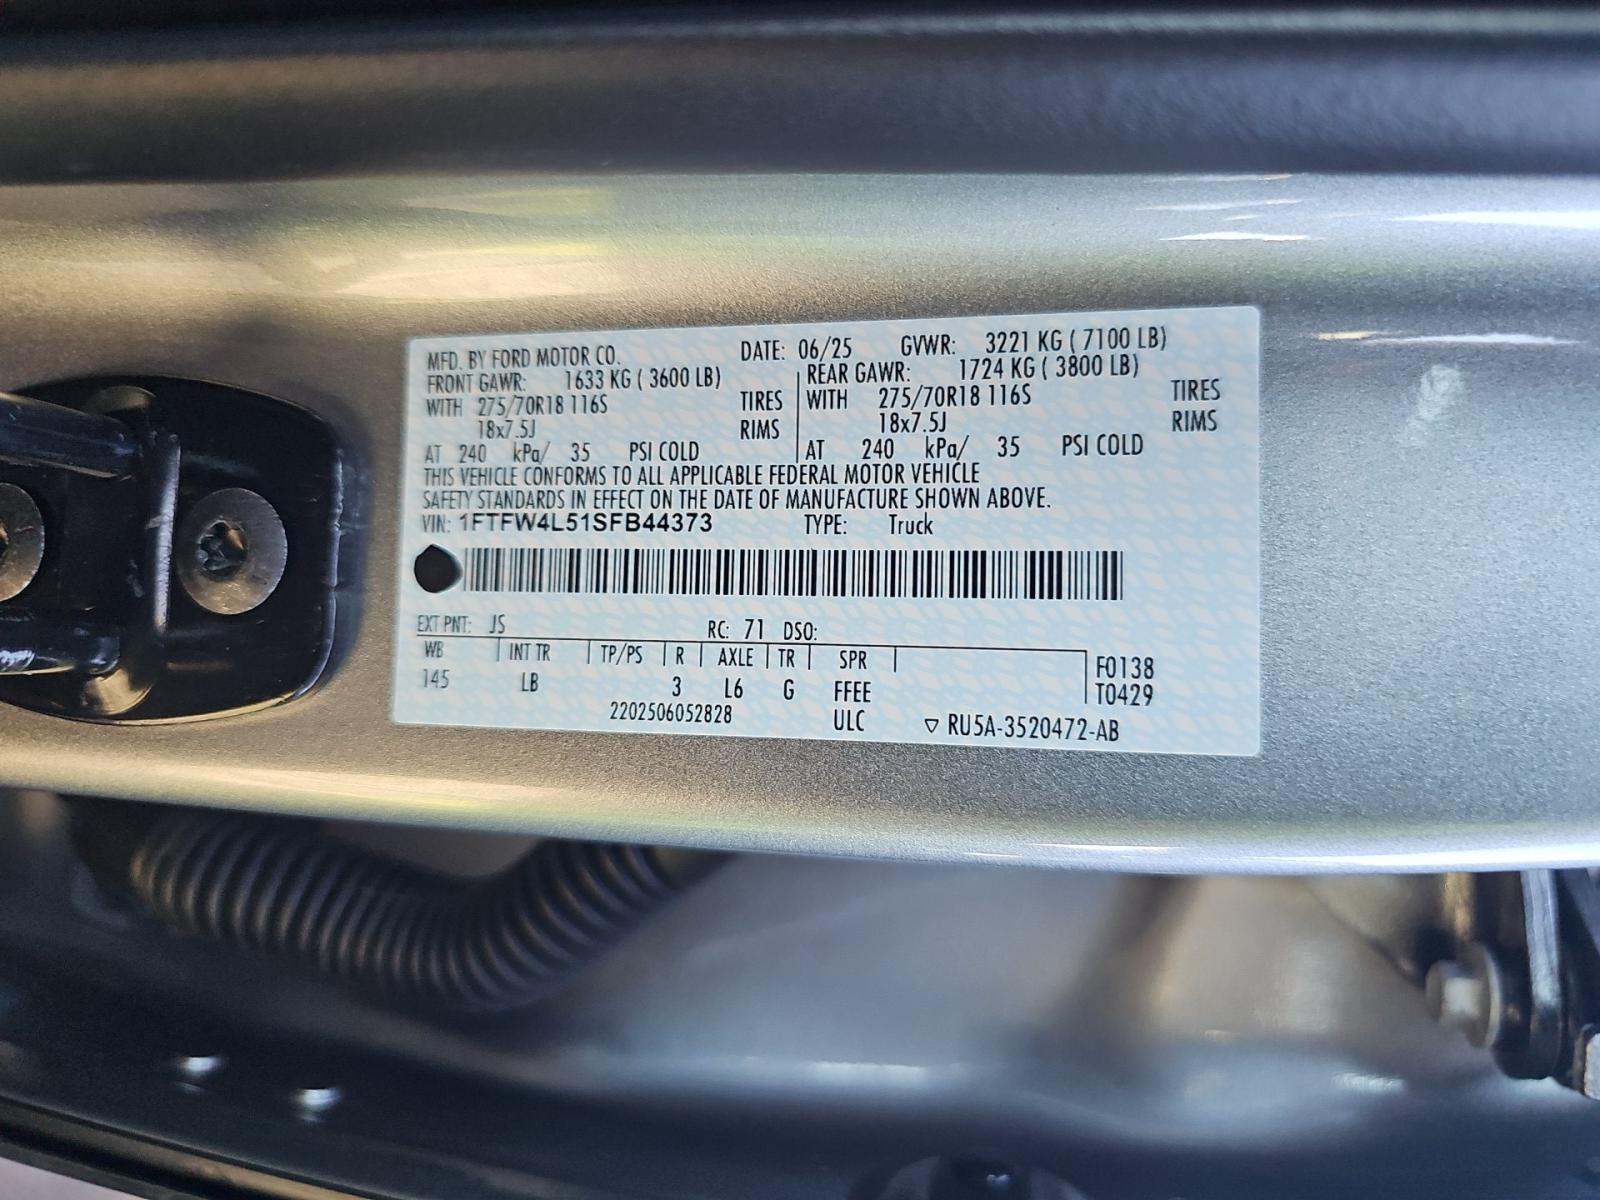 MFD. BY FORD MOTOR CO. DATE: 06/25 GVWR: 3221 KG ( 7100 LB)
FRONT GAWR: 1633 KG ( 3600 LB) REAR GAWR: 1724 KG ( 3800 LB)
WITH 275/70R18 116S TIRES WITH 275/70R18 116S TIRES
18x7.5J RIMS 18x7.5J RIMS
AT 240 kPa/ 35 PSI COLD AT 240 kPa/ 35 PSI COLD
THIS VEHICLE CONFORMS TO ALL APPLICABLE FEDERAL MOTOR VEHICLE
SAFETY STANDARDS IN EFFECT ON THE DATE OF MANUFACTURE SHOWN ABOVE.
VIN: 1FTFW4L51SFB44373 TYPE: Truck
EXT PNT: JS RC: 71 DSO:
WB INT TR TP/PS R AXLE TR SPR F0138
145 LB 3 L6 G FFEE T0429
2202506052828 ULC ▽ RU5A-3520472-AB